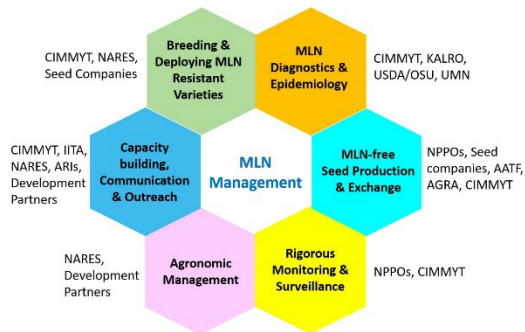 CIMMYT, NARES,
Seed Companies
Breeding &
Deploying MLN
Resistant
Varieties
MLN
Diagnostics &
Epidemiology
CIMMYT, KALRO,
USDA/OSU, UMN
CIMMYT, IITA,
NARES, ARIs,
Development
Partners
Capacity
building,
Communication
& Outreach
MLN
Management
MLN-free
Seed Production
& Exchange
NPPOs, Seed
companies, AATF,
AGRA, CIMMYT
NARES,
Development
Partners
Agronomic
Management
Rigorous
Monitoring &
Surveillance
NPPOs, CIMMYT